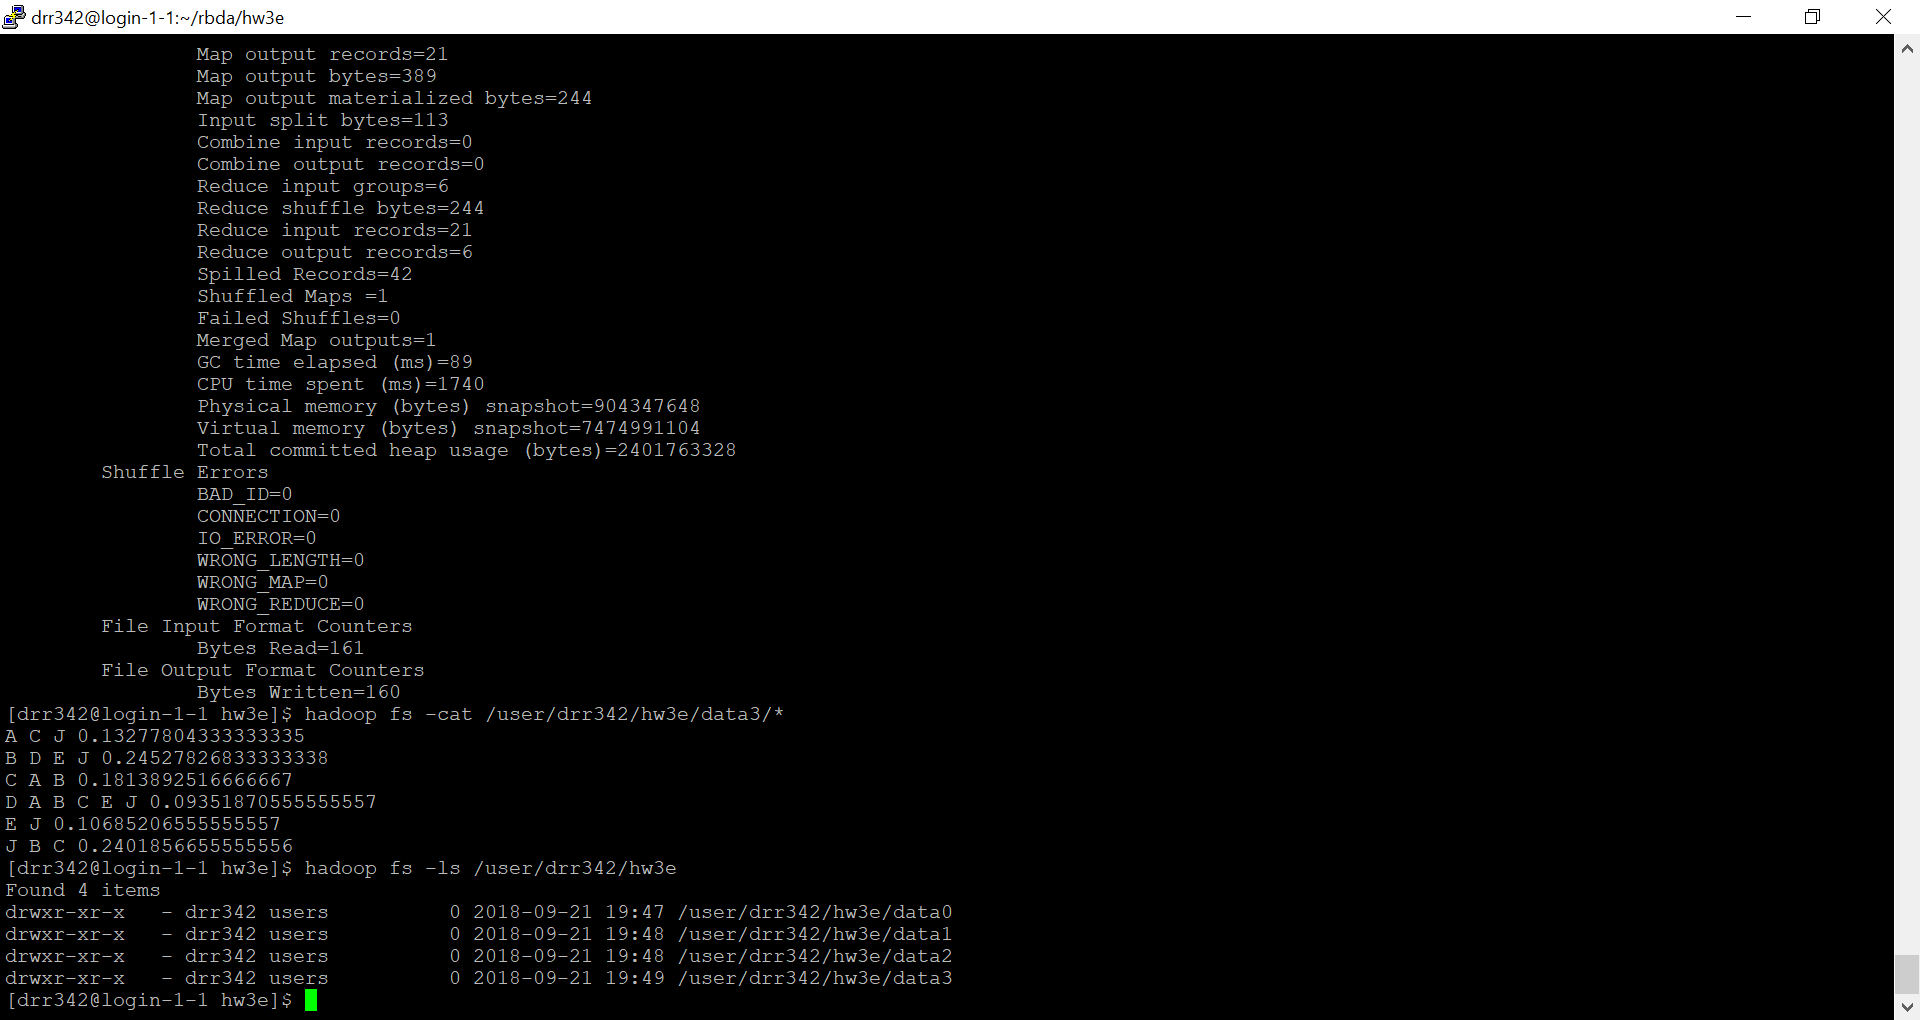 drr342@login-1-1:~/rbda/hw3e
Map output records=21
Map output bytes=389
Map output materialized bytes=244
Input split bytes=113
Combine input records=0
Combine output records=0
Reduce input groups=6
Reduce shuffle bytes=244
Reduce input records=21
Reduce output records=6
Spilled Records=42
Shuffled Maps =1
Failed Shuffles=0
Merged Map outputs=1
GC time elapsed (ms)=89
CPU time spent (ms)=1740
Physical memory (bytes) snapshot=904347648
Virtual memory (bytes) snapshot=7474991104
Total committed heap usage (bytes)=2401763328
Shuffle Errors
BAD_ID=0
CONNECTION=0
IO_ERROR=0
WRONG_LENGTH=0
WRONG_MAP=0
WRONG_REDUCE=0
File Input Format Counters
Bytes Read=161
File Output Format Counters
Bytes Written=160
[drr342@login-1-1 hw3e]$ hadoop fs -cat /user/drr342/hw3e/data3/*
A C J 0.13277804333333335
B D E J 0.24527826833333338
C A B 0.1813892516666667
D A B C E J 0.09351870555555557
E J 0.10685206555555557
J B C 0.2401856655555556
[drr342@login-1-1 hw3e]$ hadoop fs -ls /user/drr342/hw3e
Found 4 items
drwxr-xr-x   - drr342 users          0 2018-09-21 19:47 /user/drr342/hw3e/data0
drwxr-xr-x   - drr342 users          0 2018-09-21 19:48 /user/drr342/hw3e/data1
drwxr-xr-x   - drr342 users          0 2018-09-21 19:48 /user/drr342/hw3e/data2
drwxr-xr-x   - drr342 users          0 2018-09-21 19:49 /user/drr342/hw3e/data3
[drr342@login-1-1 hw3e]$